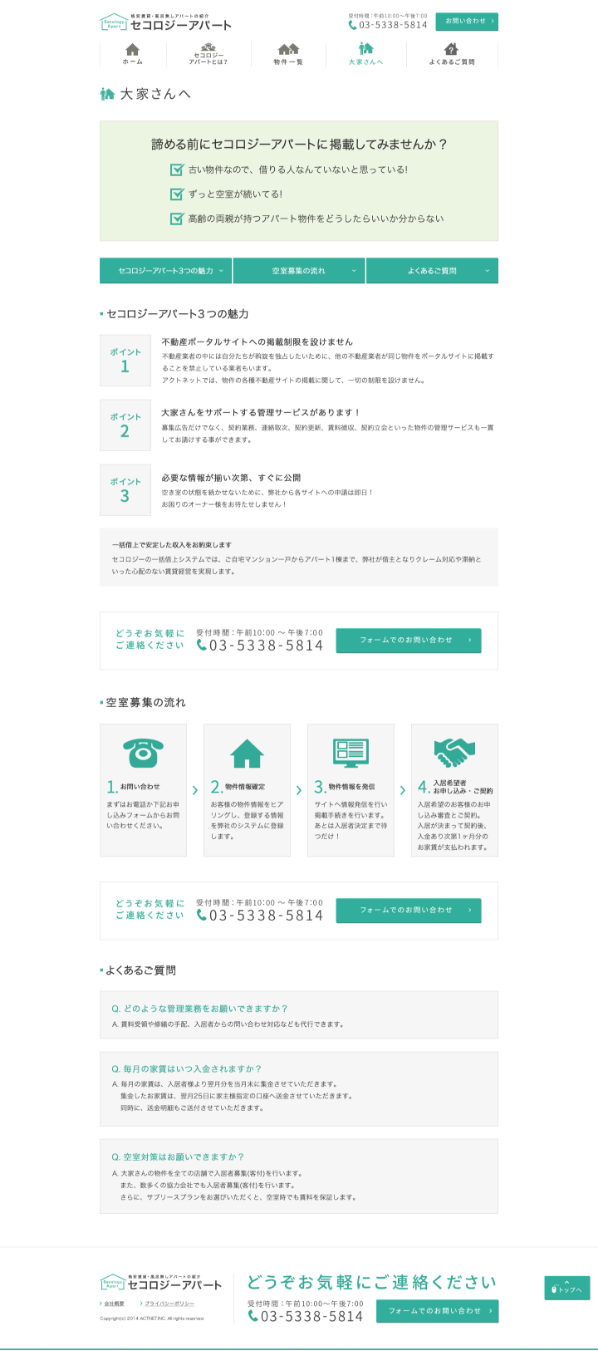 格安賃貸・風呂無しアパートの紹介
セコロジーアパート
受付時間：午前10:00〜午後7:00
03-5338-5814
お問い合わせ
ホーム
セコロジー
アパートとは?
物件一覧
大家さんへ
よくあるご質問
大家さんへ
諦める前にセコロジーアパートに掲載してみませんか？
古い物件なので、借りる人なんていないと思っている!
ずっと空室が続いてる!
高齢の両親が持つアパート物件をどうしたらいいか分からない
セコロジーアパート3つの魅力
空室募集の流れ
よくあるご質問
セコロジーアパート３つの魅力
ポイント
1
不動産ポータルサイトへの掲載制限を設けません
不動産業者の中には自分たちが斡旋を独占したいために、他の不動産業者が同じ物件をポータルサイトに掲載す
ることを禁止している業者もいます。
アクトネットでは、物件の各種不動産サイトの掲載に関して、一切の制限を設けません。
ポイント
2
大家さんをサポートする管理サービスがあります！
募集広告だけでなく、契約業務、連絡取次、契約更新、賃料徴収、契約立会といった物件の管理サービスも一貫
してお請けする事ができます。
ポイント
3
必要な情報が揃い次第、すぐに公開
空き室の状態を続かせないために、弊社から各サイトへの申請は即日！
お困りのオーナー様をお待たせしません！
一括借上で安定した収入をお約束します
セコロジーの一括借上システムでは、ご自宅マンション一戸からアパート1棟まで、弊社が借主となりクレーム対応や滞納と
いった心配のない賃貸経営を実現します。
どうぞお気軽に
ご連絡ください
受付時間：午前10:00 〜 午後7:00
03-5338-5814
フォームでのお問い合わせ
空室募集の流れ
1. お問い合わせ
まずはお電話か下記お申
し込みフォームからお問
い合わせください。
2. 物件情報確定
お客様の物件情報をヒア
リングし、登録する情報
を弊社のシステムに登録
します。
3. 物件情報を発信
サイトへ情報発信を行い
掲載手続きを行います。
あとは入居者決定まで待
つだけ！
4. 入居希望者
お申し込み・ご契約
入居希望のお客様のお申
し込み審査とご契約。
入居が決まって契約後、
入金あり次第1ヶ月分の
お家賃が支払われます。
どうぞお気軽に
ご連絡ください
受付時間：午前10:00 〜 午後7:00
03-5338-5814
フォームでのお問い合わせ
よくあるご質問
Q. どのような管理業務をお願いできますか？
A. 賃料受領や修繕の手配、入居者からの問い合わせ対応なども代行できます。
Q. 毎月の家賃はいつ入金されますか？
A. 毎月の家賃は、入居者様より翌月分を当月末に集金させていただきます。
集金したお家賃は、翌月25日に家主様指定の口座へ送金させていただきます。
同時に、送金明細もご送付させていただきます。
Q. 空室対策はお願いできますか？
A. 大家さんの物件を全ての店舗で入居者募集(客付)を行います。
また、数多くの協力会社でも入居者募集(客付)を行います。
さらに、サブリースプランをお選びいただくと、空室時でも賃料を保証します。
格安賃貸・風呂無しアパートの紹介
セコロジーアパート
会社概要
プライバシーポリシー
Copyright(c) 2014 ACTNET,INC. All rights reserved.
どうぞお気軽にご連絡ください
受付時間：午前10:00〜午後7:00
03-5338-5814
フォームでのお問い合わせ
トップへ